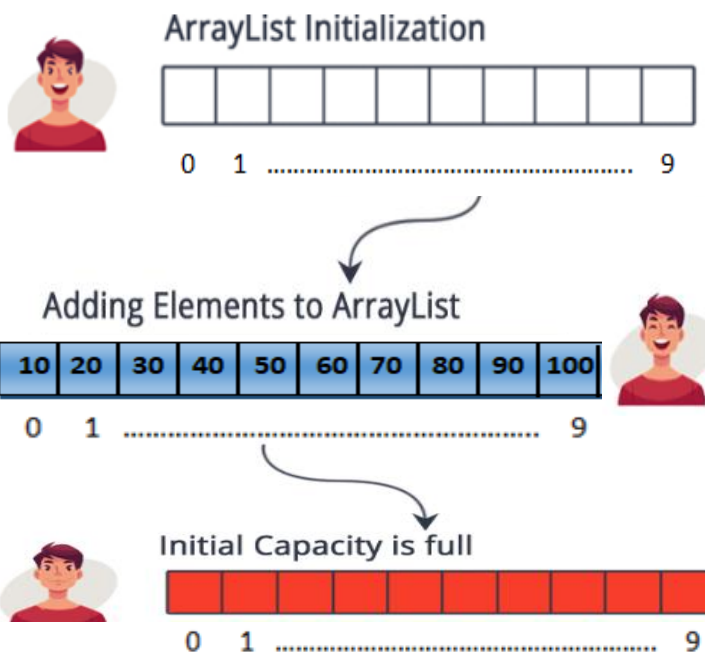 ArrayList Initialization
0 1 ........................................................ 9
Adding Elements to ArrayList
10 20 30 40 50 60 70 80 90 100
0 1 ........................................................ 9
Initial Capacity is full
0 1 ........................................................ 9